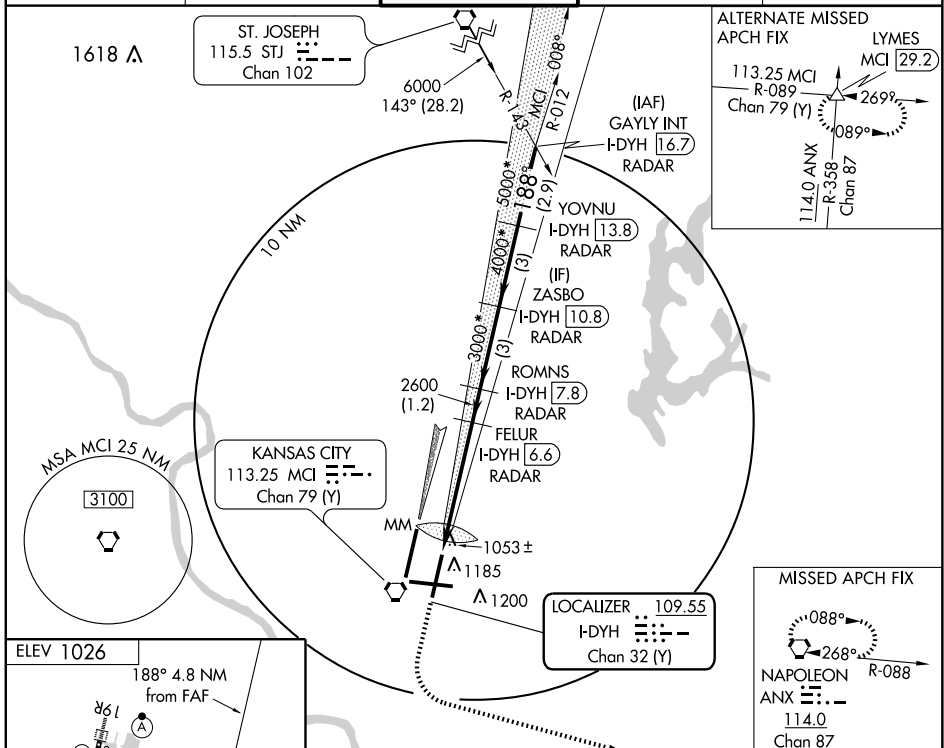 1618
ST. JOSEPH
115.5 STJ
Chan 102
6000
143° (28.2)
R-143
MCI
R-012
008°
(IAF)
GAYLY INT
I-DYH 16.7
RADAR
5000*
188°
(2.9)
YOVNU
I-DYH 13.8
RADAR
4000*
(3)
(IF)
ZASBO
I-DYH 10.8
RADAR
3000*
(3)
ROMNS
I-DYH 7.8
RADAR
2600
(1.2)
FELUR
I-DYH 6.6
RADAR
10 NM
ALTERNATE MISSED
APCH FIX
LYMES
MCI 29.2
113.25 MCI
R-089
Chan 79 (Y)
269°
089°
114.0 ANX
R-358
Chan 87
MSA MCI 25 NM
3100
KANSAS CITY
113.25 MCI
Chan 79 (Y)
MM
1053 ±
1185
1200
LOCALIZER 109.55
I-DYH
Chan 32 (Y)
MISSED APCH FIX
088°
268°
R-088
NAPOLEON
ANX
114.0
Chan 87
ELEV 1026
188° 4.8 NM
from FAF
19R
A